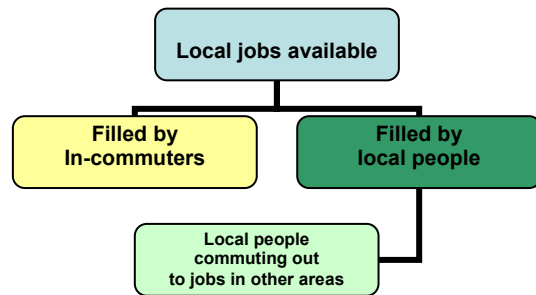 Local jobs available
Filled by
In-commuters
Filled by
local people
Local people
commuting out
to jobs in other areas